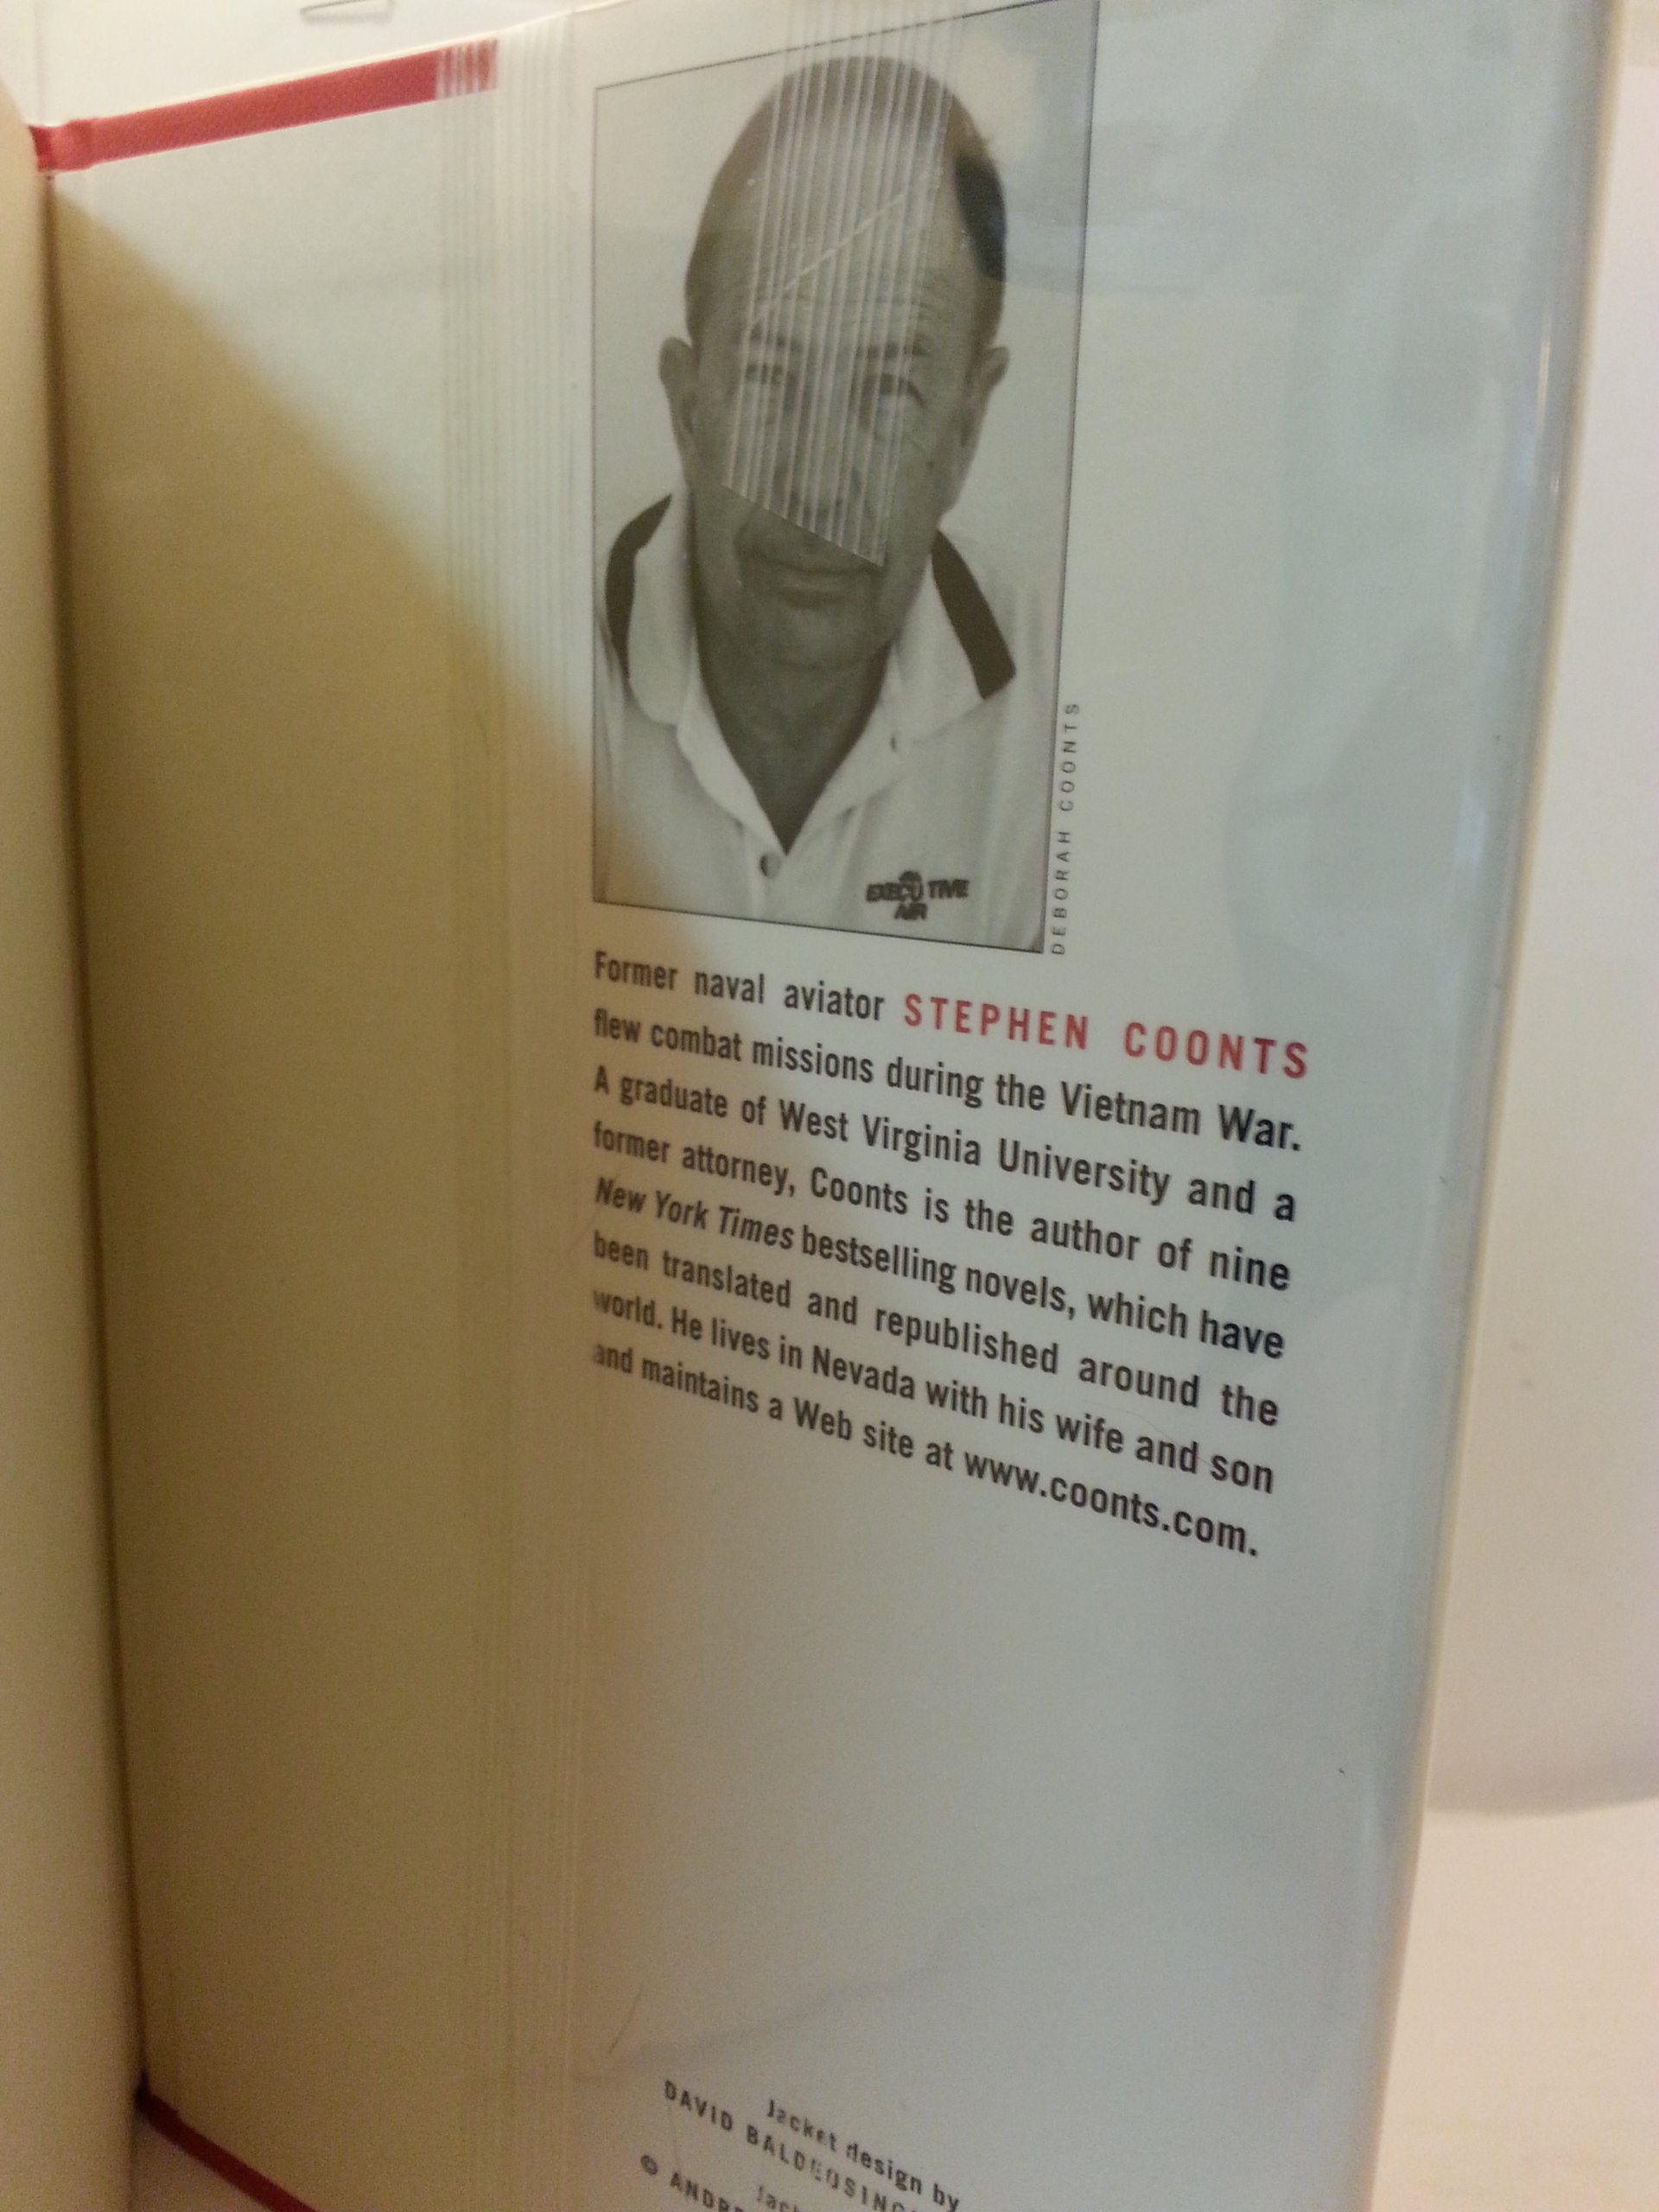 EXECUTIVE
AIR
DEBORAH COONTS
Former naval aviator STEPHEN COONTS
flew combat missions during the Vietnam War.
A graduate of West Virginia University and a
former attorney, Coonts is the author of nine
New York Times bestselling novels, which have
been translated and republished around the
world. He lives in Nevada with his wife and son
and maintains a Web site at www.coonts.com.
Jacket design by
DAVID
©